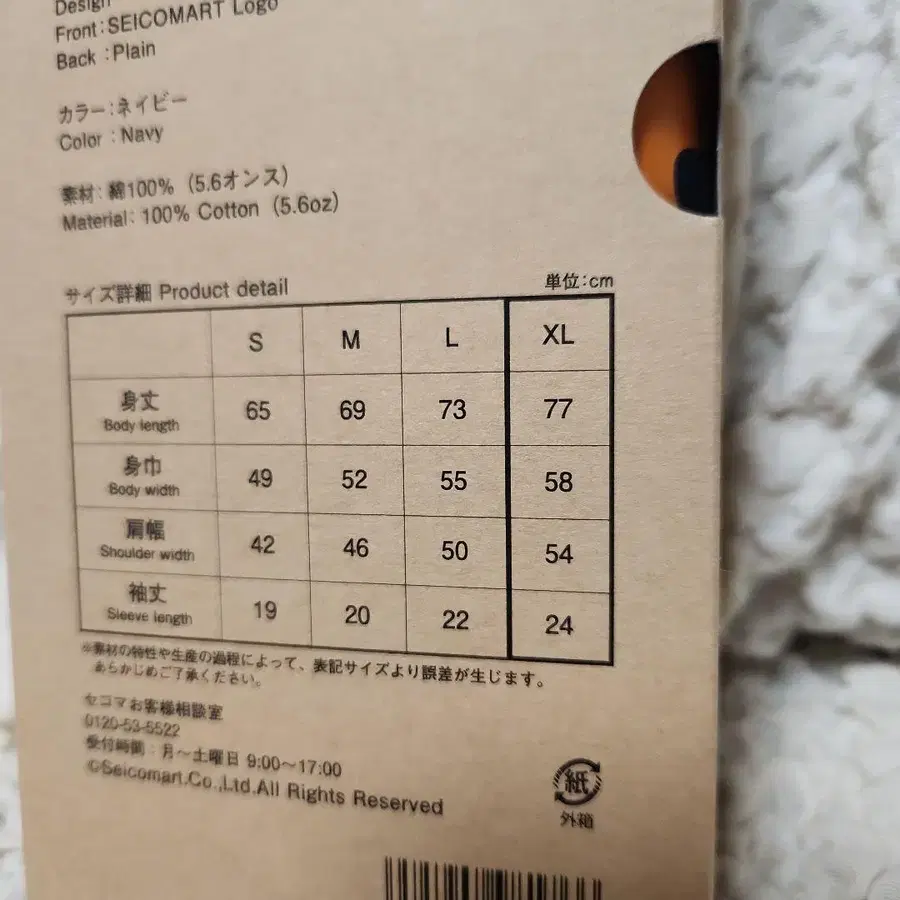 Design
Front:SEICOMART Logo
Back :Plain
カラー:ネイビー
Color : Navy
素材: 綿100% (5.6オンス)
Material: 100% Cotton (5.6oz)
サイズ詳細 Product detail 単位:cm
S M L XL
身丈 Body length 65 69 73 77
身巾 Body width 49 52 55 58
肩幅 Shoulder width 42 46 50 54
袖丈 Sleeve length 19 20 22 24
※素材の特性や生産の過程によって、表記サイズより誤差が生じます。
あらかじめご了承ください。
セコマお客様相談室
0120-53-5522
受付時間:月〜土曜日 9:00〜17:00
©Seicomart.Co.,Ltd.All Rights Reserved
紙
外箱